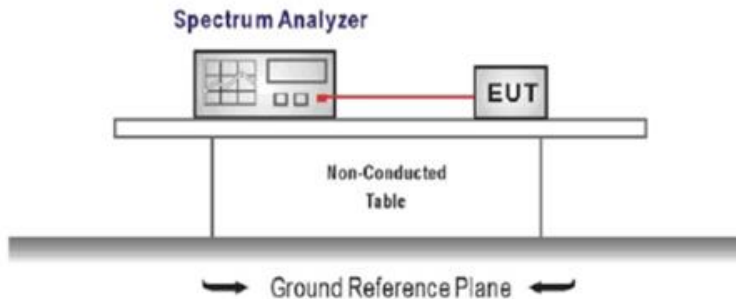 Spectrum Analyzer
EUT
Non-Conducted
Table
Ground Reference Plane